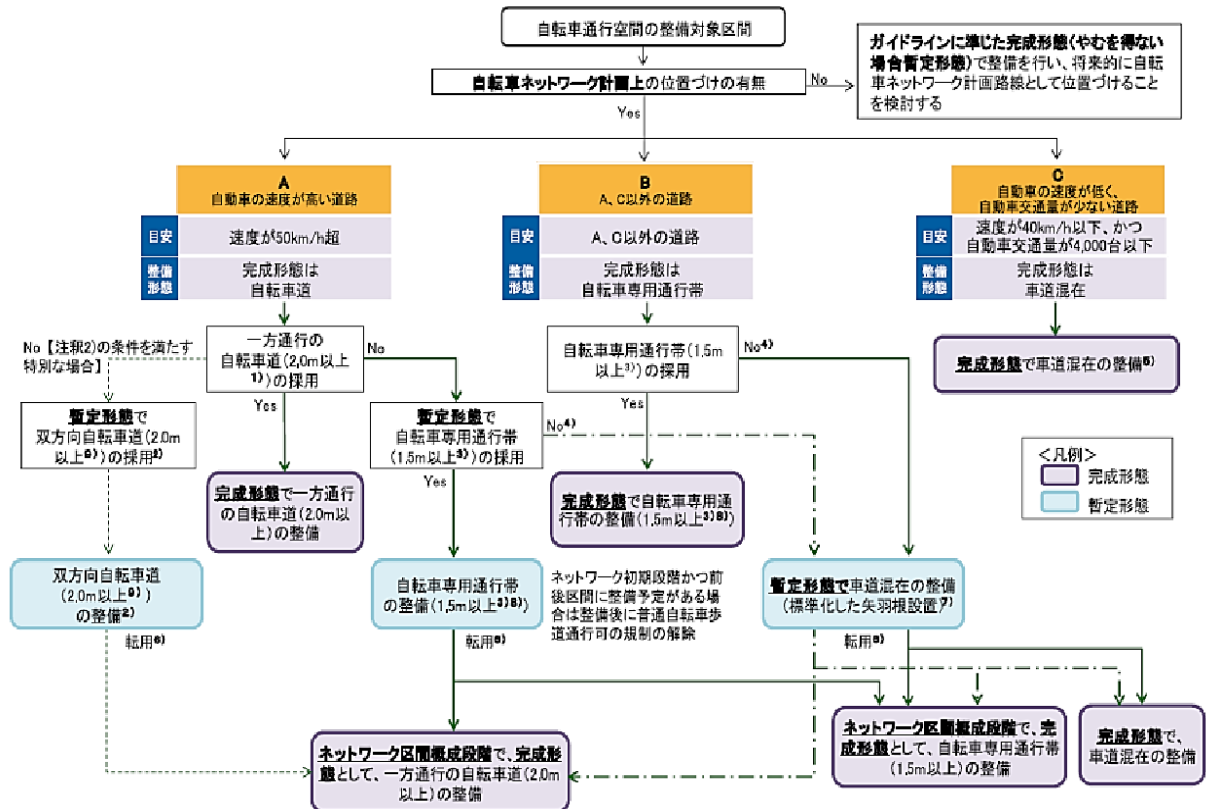 自転車通行空間の整備対象区間
自転車ネットワーク計画上の位置づけの有無
No
ガイドラインに準じた完成形態(やむを得ない
場合暫定形態)で整備を行い、将来的に自転
車ネットワーク計画路線として位置づけること
を検討する
Yes
A
自動車の速度が高い道路
目安
速度が50km/h超
整備
形態
完成形態は
自転車道
B
A、C以外の道路
目安
A、C以外の道路
整備
形態
完成形態は
自転車専用通行帯
C
自動車の速度が低く、
自動車交通量が少ない道路
目安
速度が40km/h以下、かつ
自動車交通量が4,000台以下
整備
形態
完成形態は
車道混在
No【注釈2)の条件を満たす
特別な場合】
一方通行の
自転車道(2.0m以上
1))の採用
No
自転車専用通行帯(1.5m
以上3))の採用
No4)
完成形態で車道混在の整備5)
Yes
Yes
暫定形態で
双方向自転車道(2.0m
以上9))の採用2)
暫定形態で
自転車専用通行帯
(1.5m以上3))の採用
No4)
<凡例>
完成形態
暫定形態
Yes
完成形態で一方通行
の自転車道(2.0m以
上)の整備
完成形態で自転車専用通
行帯の整備(1.5m以上3)8))
双方向自転車道
(2.0m以上9))
の整備2)
自転車専用通行帯
の整備(1.5m以上3)8))
ネットワーク初期段階かつ前
後区間に整備予定がある場
合は整備後に普通自転車歩
道通行可の規制の解除
暫定形態で車道混在の整備
(標準化した矢羽根設置)7)
転用6)
転用6)
転用6)
ネットワーク区間概成段階で、完成形
態として、一方通行の自転車道(2.0m
以上)の整備
ネットワーク区間概成段階で、完
成形態として、自転車専用通行帯
(1.5m以上)の整備
完成形態で、
車道混在の整備